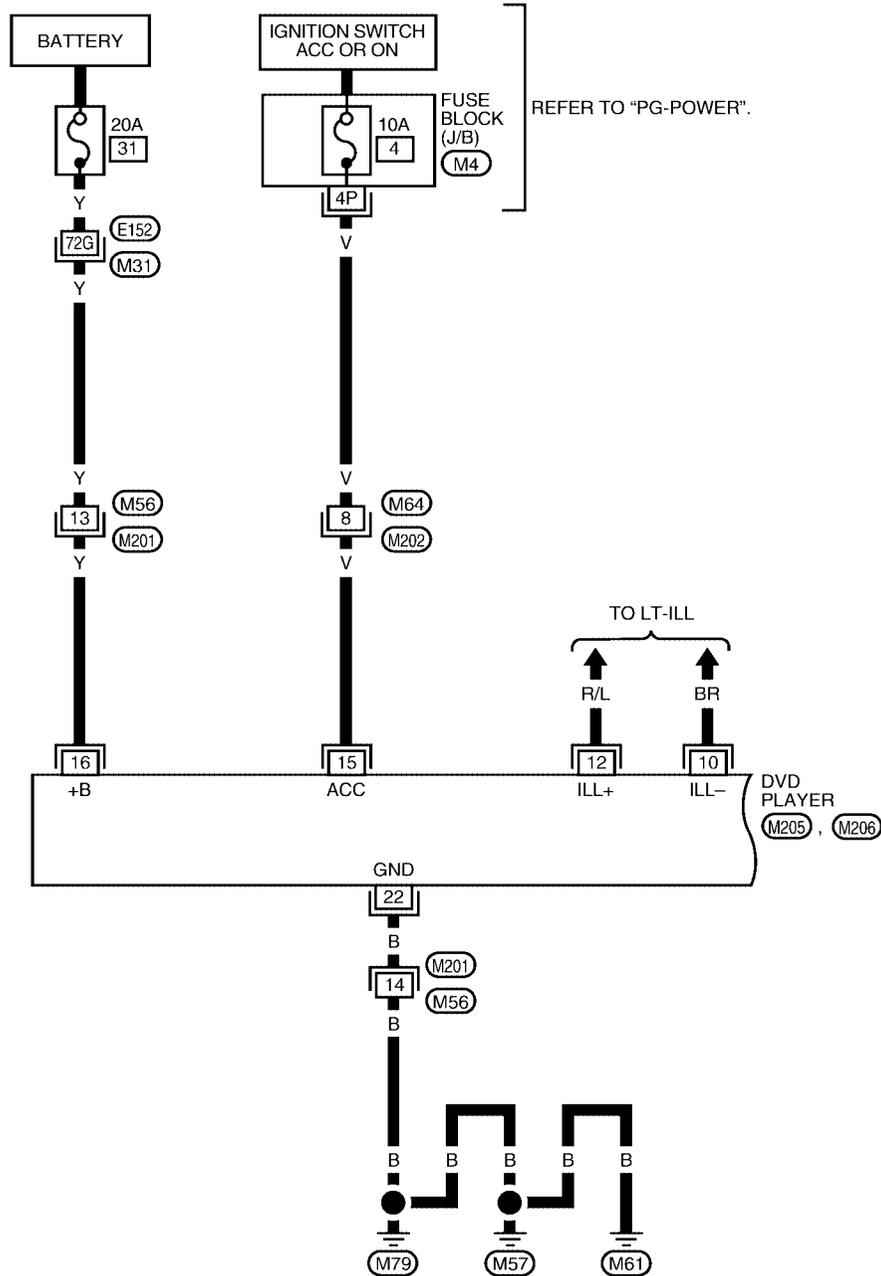 BATTERY
IGNITION SWITCH
ACC OR ON
REFER TO “PG-POWER”.
20A
31
10A
4
FUSE
BLOCK
(J/B)
M4
4P
Y
V
72G
E152
M31
Y
Y
V
13
M56
M201
8
M64
M202
Y
V
TO LT-ILL
R/L
BR
16
15
12
10
+B
ACC
ILL+
ILL–
DVD
PLAYER
M205 , M206
GND
22
B
14
M201
M56
B
B
B
B
B
B
M79
M57
M61